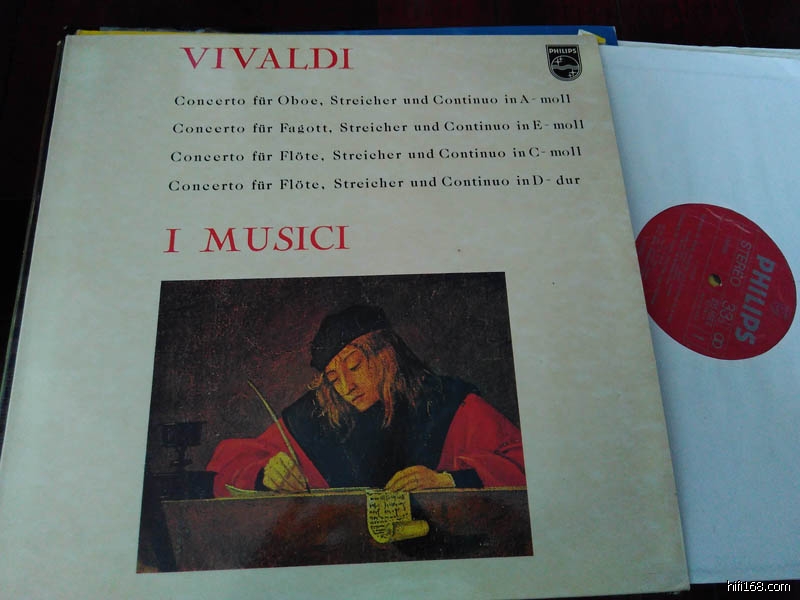 VIVALDI
PHILIPS
Concerto für Oboe, Streicher und Continuo in A-moll
Concerto für Fagott, Streicher und Continuo in E-moll
Concerto für Flöte, Streicher und Continuo in C-moll
Concerto für Flöte, Streicher und Continuo in D-dur
I MUSICI
PHILIPS
STEREO
33
hifi168.com